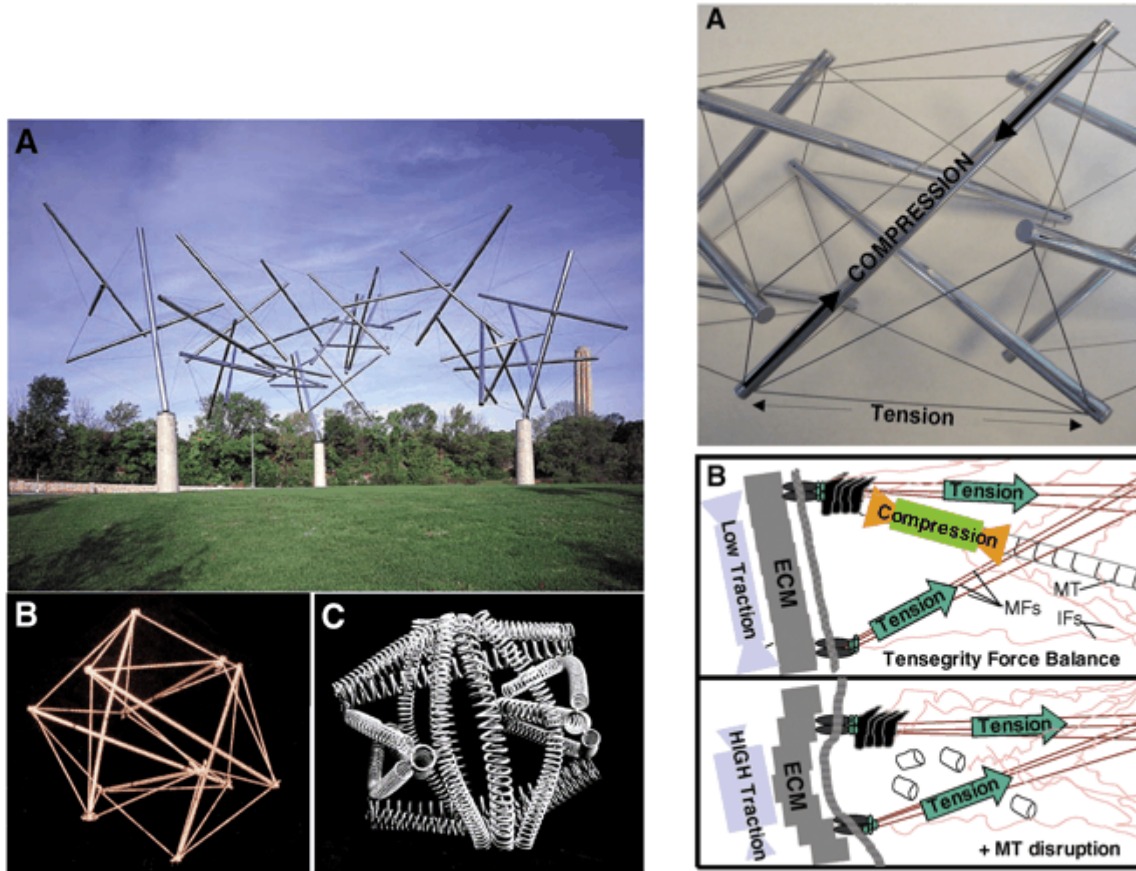 A
B
C
A
COMPRESSION
Tension
B
Tension
Compression
Low Traction
ECM
MT
MFs
Tension
IFs
Tensegrity Force Balance
Tension
HIGH Traction
ECM
Tension
+ MT disruption